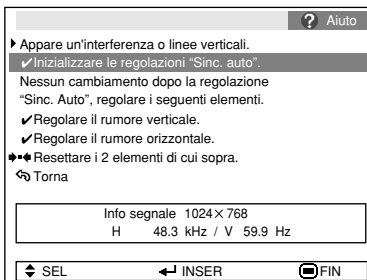 ? Aiuto
Appare un'interferenza o linee verticali.
✔Inizializzare le regolazioni “Sinc. auto”.
Nessun cambiamento dopo la regolazione
“Sinc. Auto”, regolare i seguenti elementi.
✔Regolare il rumore verticale.
✔Regolare il rumore orizzontale.
Resettare i 2 elementi di cui sopra.
Torna
Info segnale 1024×768
H 48.3 kHz / V 59.9 Hz
SEL INSER FIN